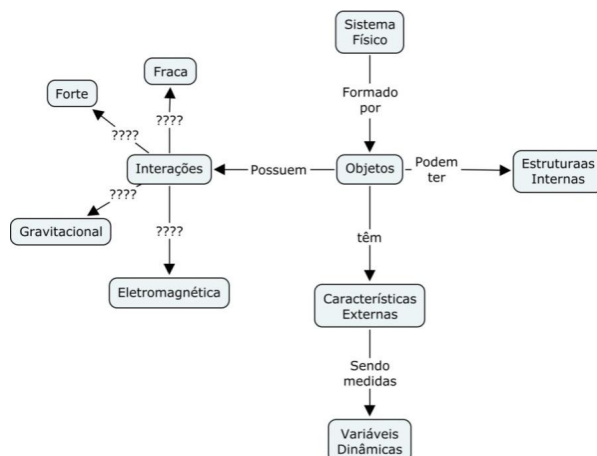 Sistema
Físico
Fraca
Formado
por
Forte
????
????
Interações
Possuem
Objetos
Podem
ter
Estruturaas
Internas
????
Gravitacional
????
têm
Eletromagnética
Características
Externas
Sendo
medidas
Variáveis
Dinâmicas